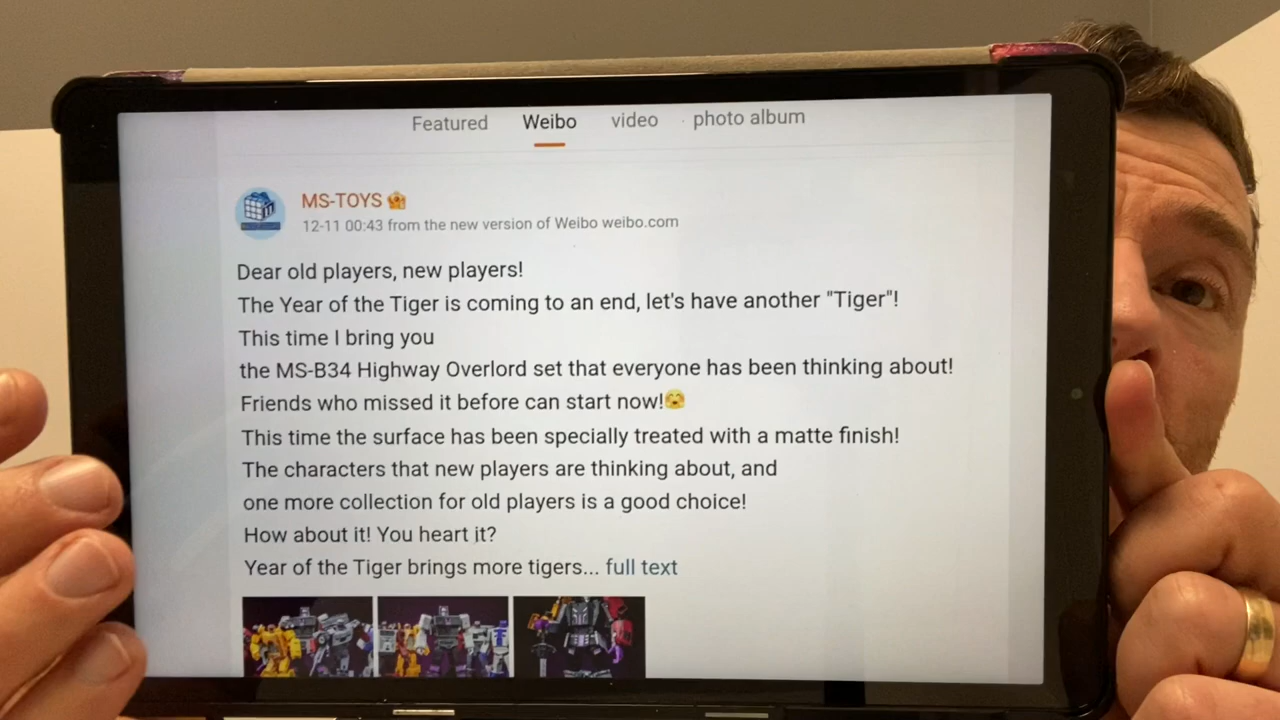 Featured Weibo video photo album
MS-TOYS
12-11 00:43 from the new version of Weibo weibo.com
Dear old players, new players!
The Year of the Tiger is coming to an end, let's have another "Tiger"!
This time I bring you
the MS-B34 Highway Overlord set that everyone has been thinking about!
Friends who missed it before can start now!
This time the surface has been specially treated with a matte finish!
The characters that new players are thinking about, and
one more collection for old players is a good choice!
How about it! You heart it?
Year of the Tiger brings more tigers... full text